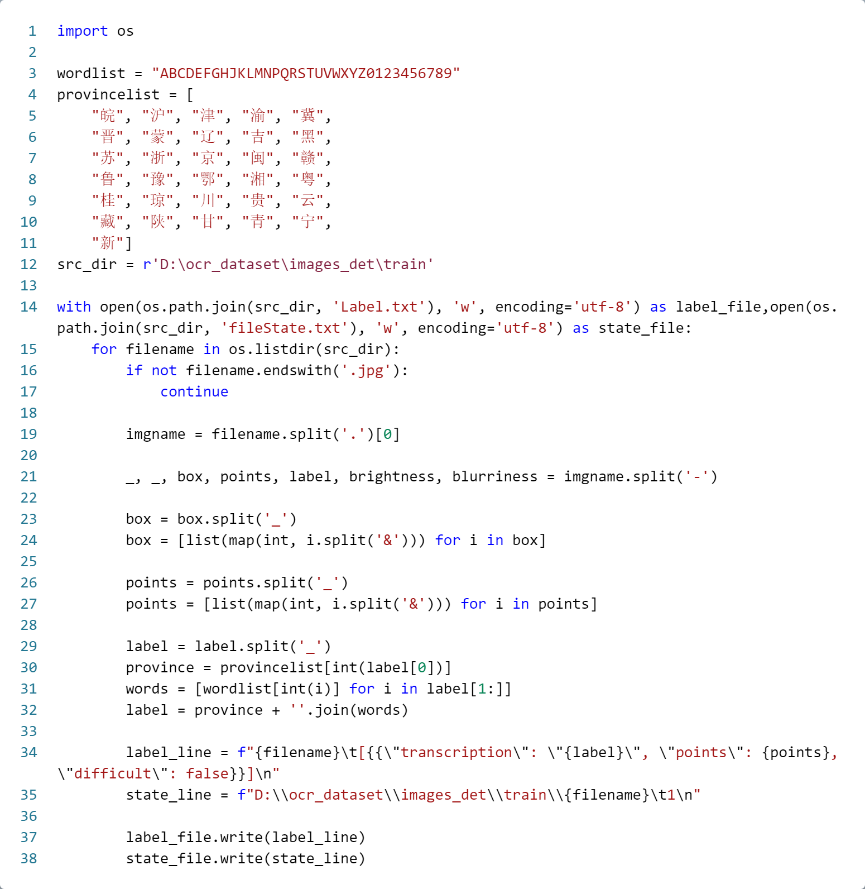 1 import os
2
3 wordlist = "ABCDEFGHJKLMNPQRSTUVWXYZ0123456789"
4 provincelist = [
5     "皖", "沪", "津", "渝", "冀",
6     "晋", "蒙", "辽", "吉", "黑",
7     "苏", "浙", "京", "闽", "赣",
8     "鲁", "豫", "鄂", "湘", "粤",
9     "桂", "琼", "川", "贵", "云",
10     "藏", "陕", "甘", "青", "宁",
11     "新"]
12 src_dir = r'D:\ocr_dataset\images_det\train'
13
14 with open(os.path.join(src_dir, 'Label.txt'), 'w', encoding='utf-8') as label_file,open(os.
path.join(src_dir, 'fileState.txt'), 'w', encoding='utf-8') as state_file:
15     for filename in os.listdir(src_dir):
16         if not filename.endswith('.jpg'):
17             continue
18
19         imgname = filename.split('.')[0]
20
21         _, _, box, points, label, brightness, blurriness = imgname.split('-')
22
23         box = box.split('_')
24         box = [list(map(int, i.split('&'))) for i in box]
25
26         points = points.split('_')
27         points = [list(map(int, i.split('&'))) for i in points]
28
29         label = label.split('_')
30         province = provincelist[int(label[0])]
31         words = [wordlist[int(i)] for i in label[1:]]
32         label = province + ''.join(words)
33
34         label_line = f"{filename}\t[{{\"transcription\": \"{label}\", \"points\": {points},
\"difficult\": false}}]\n"
35         state_line = f"D:\\ocr_dataset\\images_det\\train\\{filename}\t1\n"
36
37         label_file.write(label_line)
38         state_file.write(state_line)